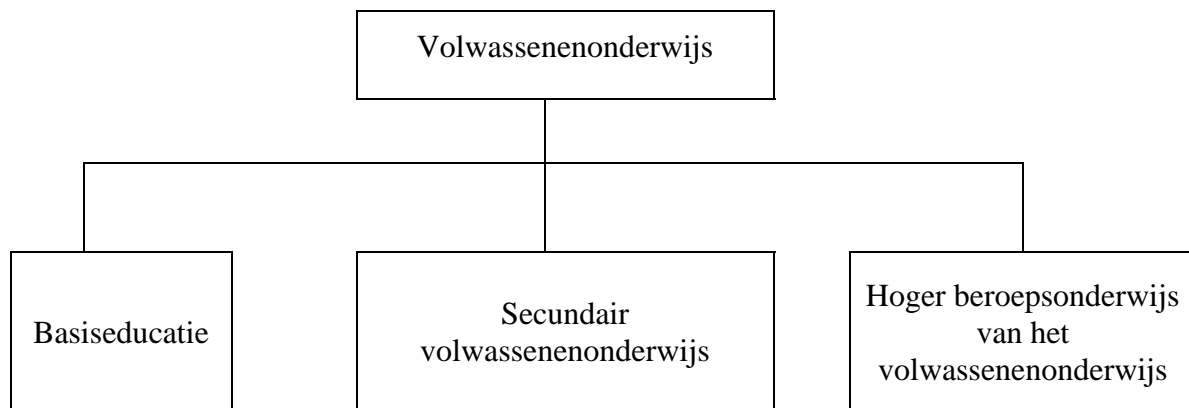 Volwassenenonderwijs
Basiseducatie
Secundair
volwassenenonderwijs
Hoger beroepsonderwijs
van het
volwassenenonderwijs